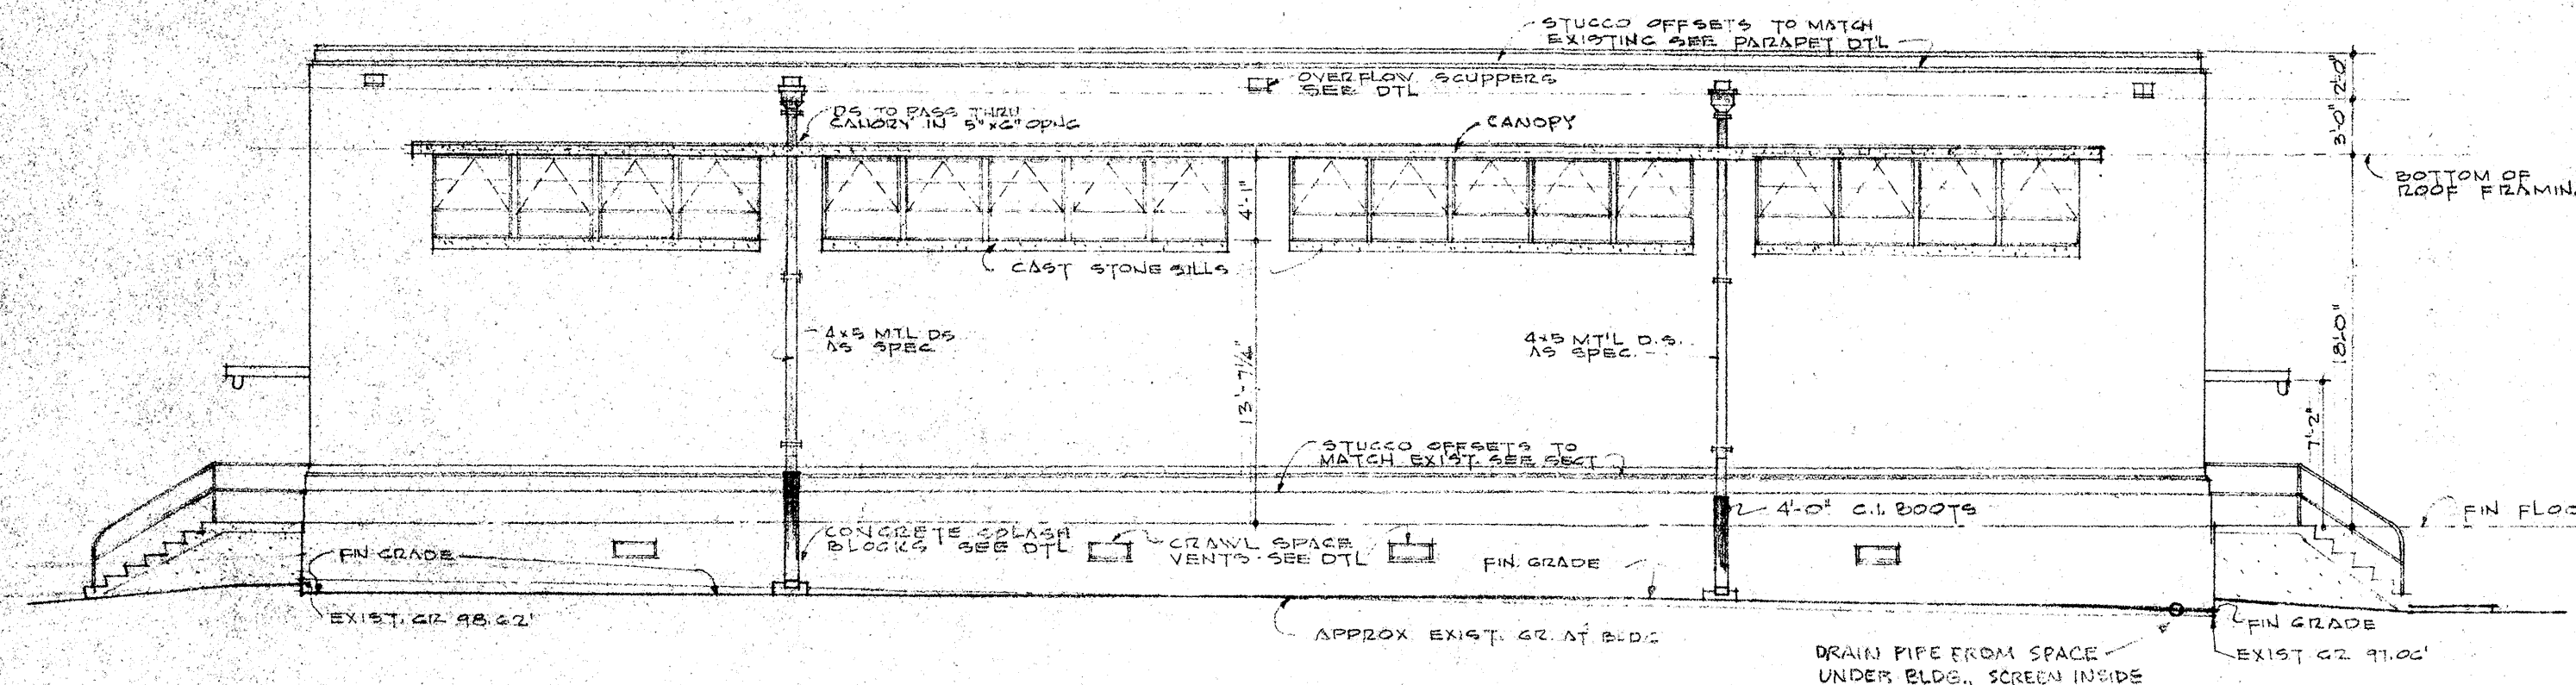 STUCCO OFFSETS TO MATCH
EXISTING SEE PARAPET DTL
OVERFLOW SCUPPERS
SEE DTL
DS TO PASS THRU
CANOPY IN 5"x6" OPNG
CANOPY
2'-0"
3'-0"
BOTTOM OF
ROOF FRAMING
4'-1"
CAST STONE SILLS
4x5 MTL DS
AS SPEC
4x5 MT'L D.S.
AS SPEC.
18'-0"
13'-7 1/4"
7'-2"
STUCCO OFFSETS TO
MATCH EXIST. SEE SECT
4'-0" C.I. BOOTS
FIN FLOO
CONCRETE SPLASH
BLOCKS SEE DTL
CRAWL SPACE
VENTS-SEE DTL
FIN GRADE
FIN. GRADE
EXIST. GR 98.62'
APPROX EXIST. GR. AT BLDG
FIN GRADE
EXIST GR 97.06'
DRAIN PIPE FROM SPACE
UNDER BLDG., SCREEN INSIDE